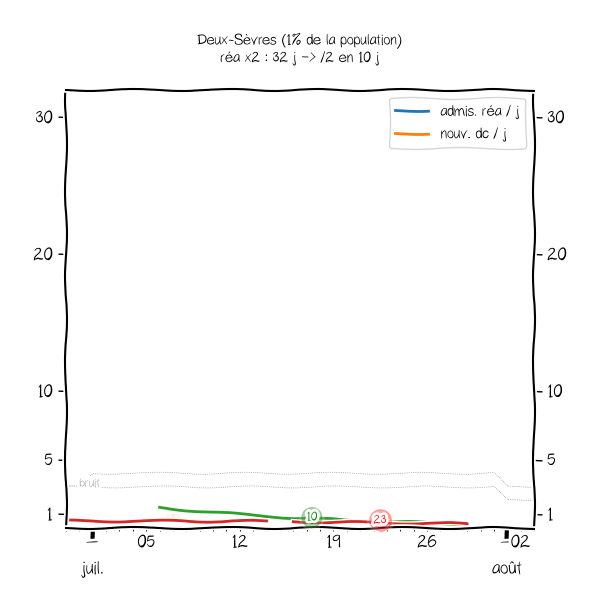 Deux-Sèvres (1% de la population)
réa x2 : 32 j -> /2 en 10 j
admis. réa / j
nouv. dc / j
30
30
20
20
10
10
5
5
bruit
1
10
23
1
05
12
19
26
02
juil.
août